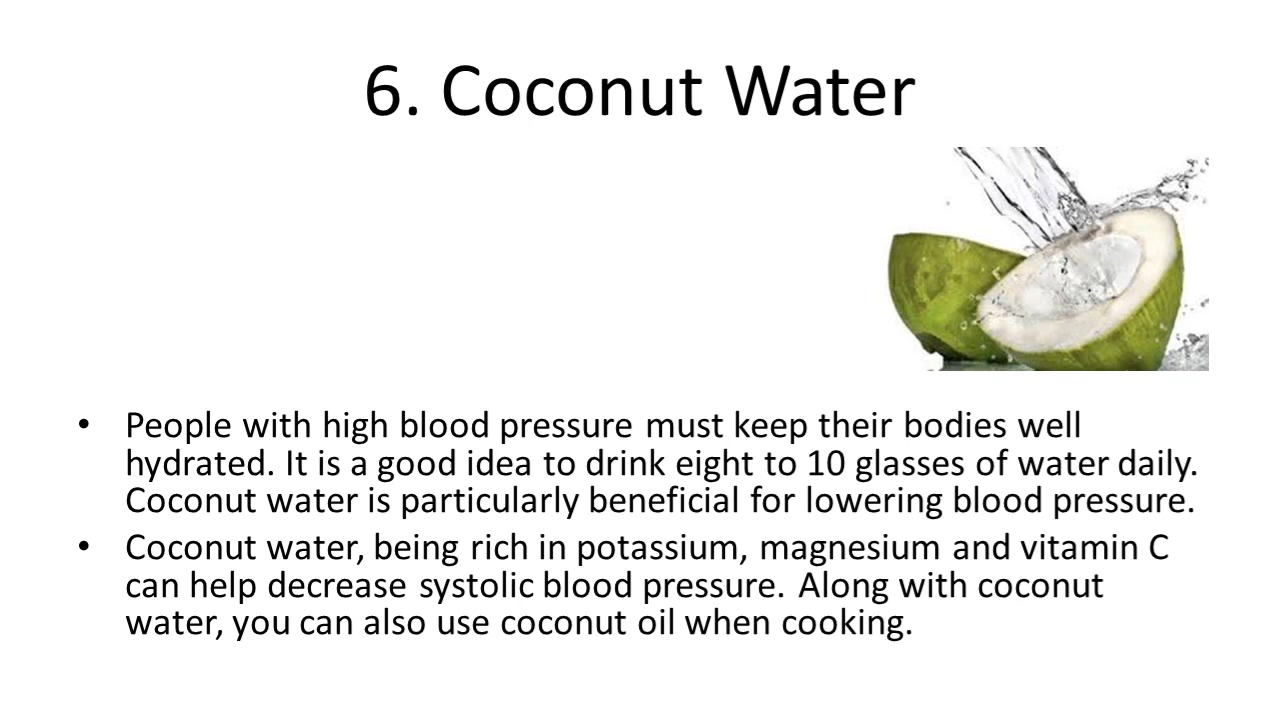 6. Coconut Water
• People with high blood pressure must keep their bodies well
hydrated. It is a good idea to drink eight to 10 glasses of water daily.
Coconut water is particularly beneficial for lowering blood pressure.
• Coconut water, being rich in potassium, magnesium and vitamin C
can help decrease systolic blood pressure. Along with coconut
water, you can also use coconut oil when cooking.